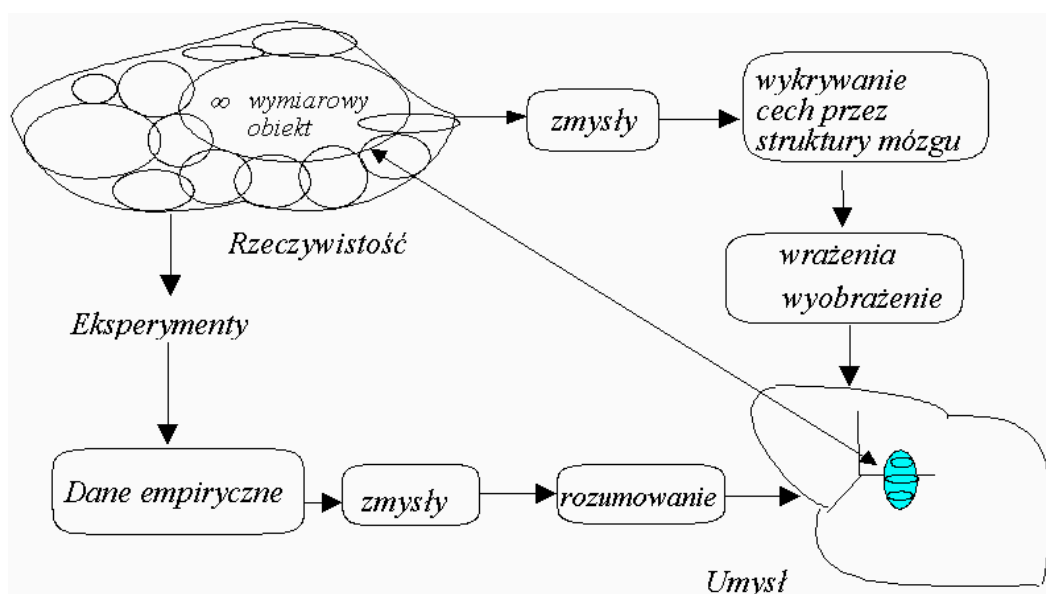 ∞ wymiarowy
obiekt
zmysły
wykrywanie
cech przez
struktury mózgu
Rzeczywistość
wrażenia
wyobrażenie
Eksperymenty
Dane empiryczne
zmysły
rozumowanie
Umysł